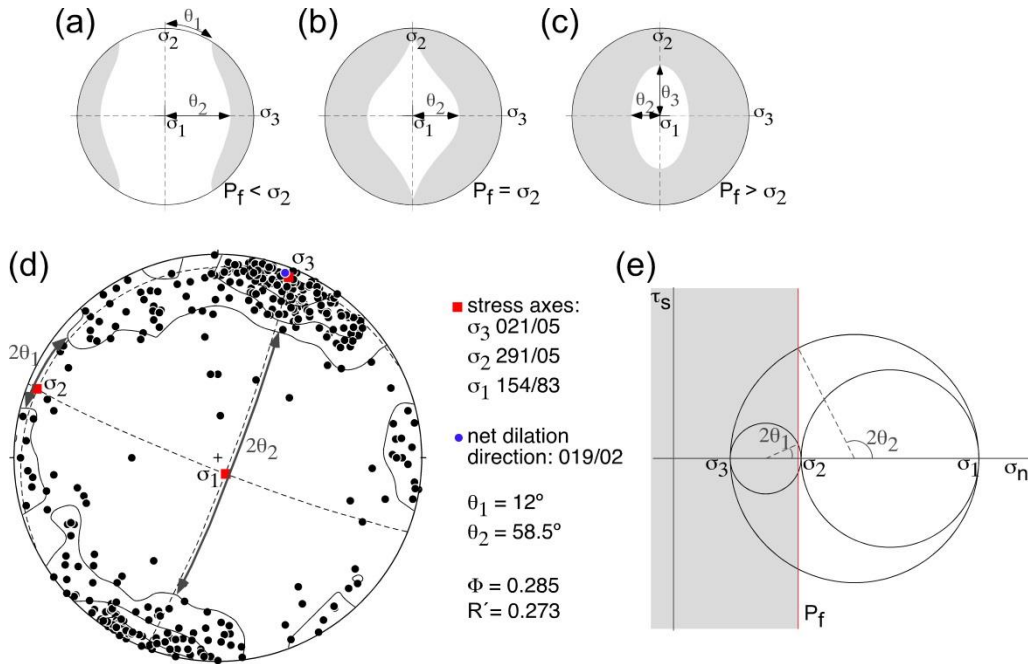 (a)
θ1
σ2
θ2
σ1
σ3
Pf < σ2
(b)
σ2
θ2
σ1
Pf = σ2
(c)
σ2
θ2
θ3
σ1
σ3
Pf > σ2
(d)
σ3
2θ1
σ2
2θ2
σ1
stress axes:
σ3 021/05
σ2 291/05
σ1 154/83
net dilation
direction: 019/02
θ1 = 12º
θ2 = 58.5º
Φ = 0.285
R´= 0.273
(e)
τs
2θ1
2θ2
σ3
σ2
σ1
σn
Pf